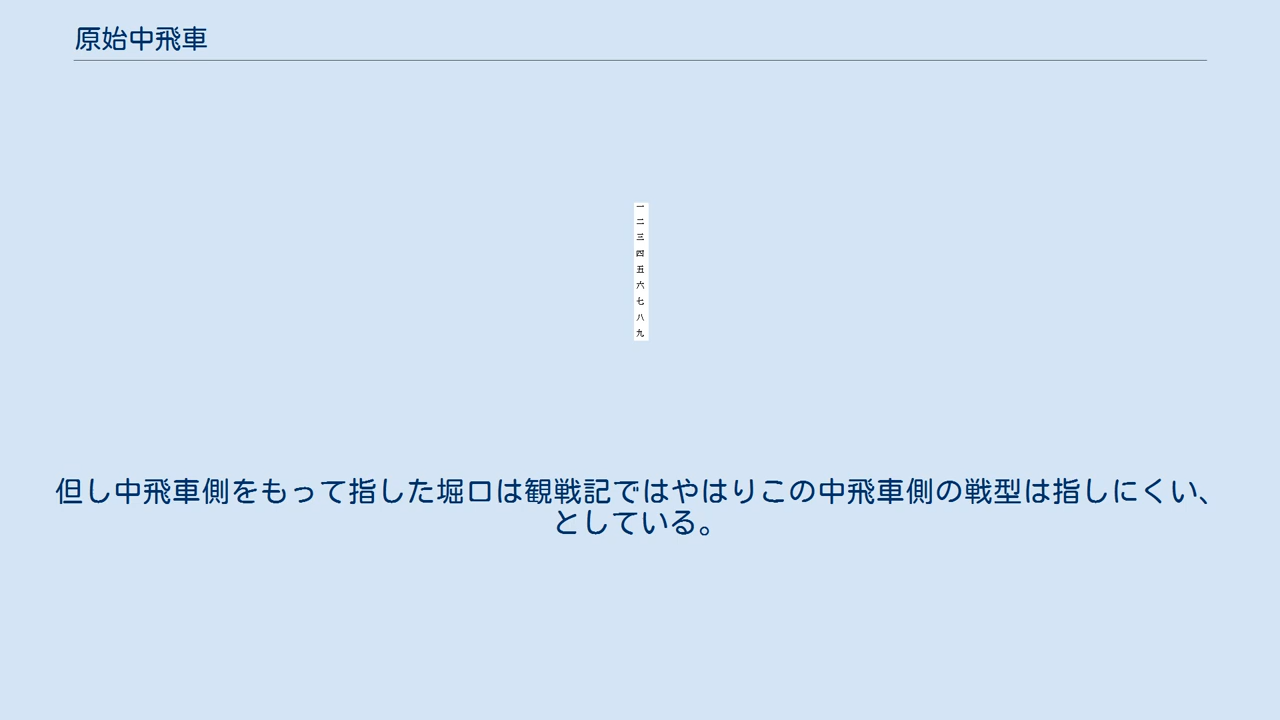 原始中飛車
一
二
三
四
五
六
七
八
九
但し中飛車側をもって指した堀口は観戦記ではやはりこの中飛車側の戦型は指しにくい、
としている。